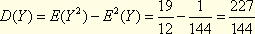 D(Y) = E(Y²) − E²(Y) = 19/12 − 1/144 = 227/144